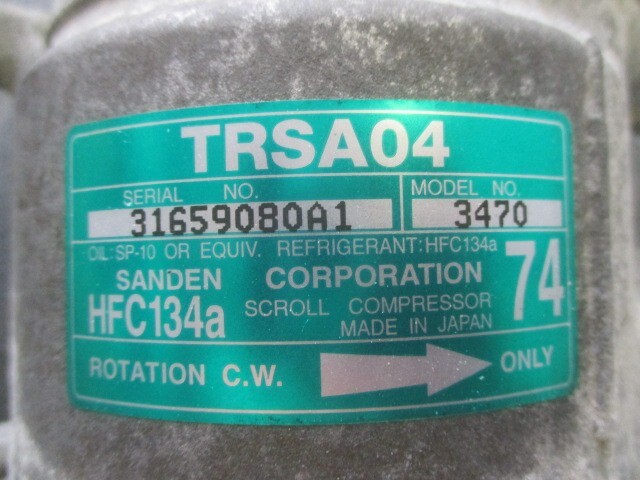 TRSA04
SERIAL NO. MODEL NO.
31659080A1 3470
OIL: SP-10 OR EQUIV. REFRIGERANT: HFC134a
SANDEN CORPORATION 74
HFC134a SCROLL COMPRESSOR
MADE IN JAPAN
ROTATION C.W. ONLY